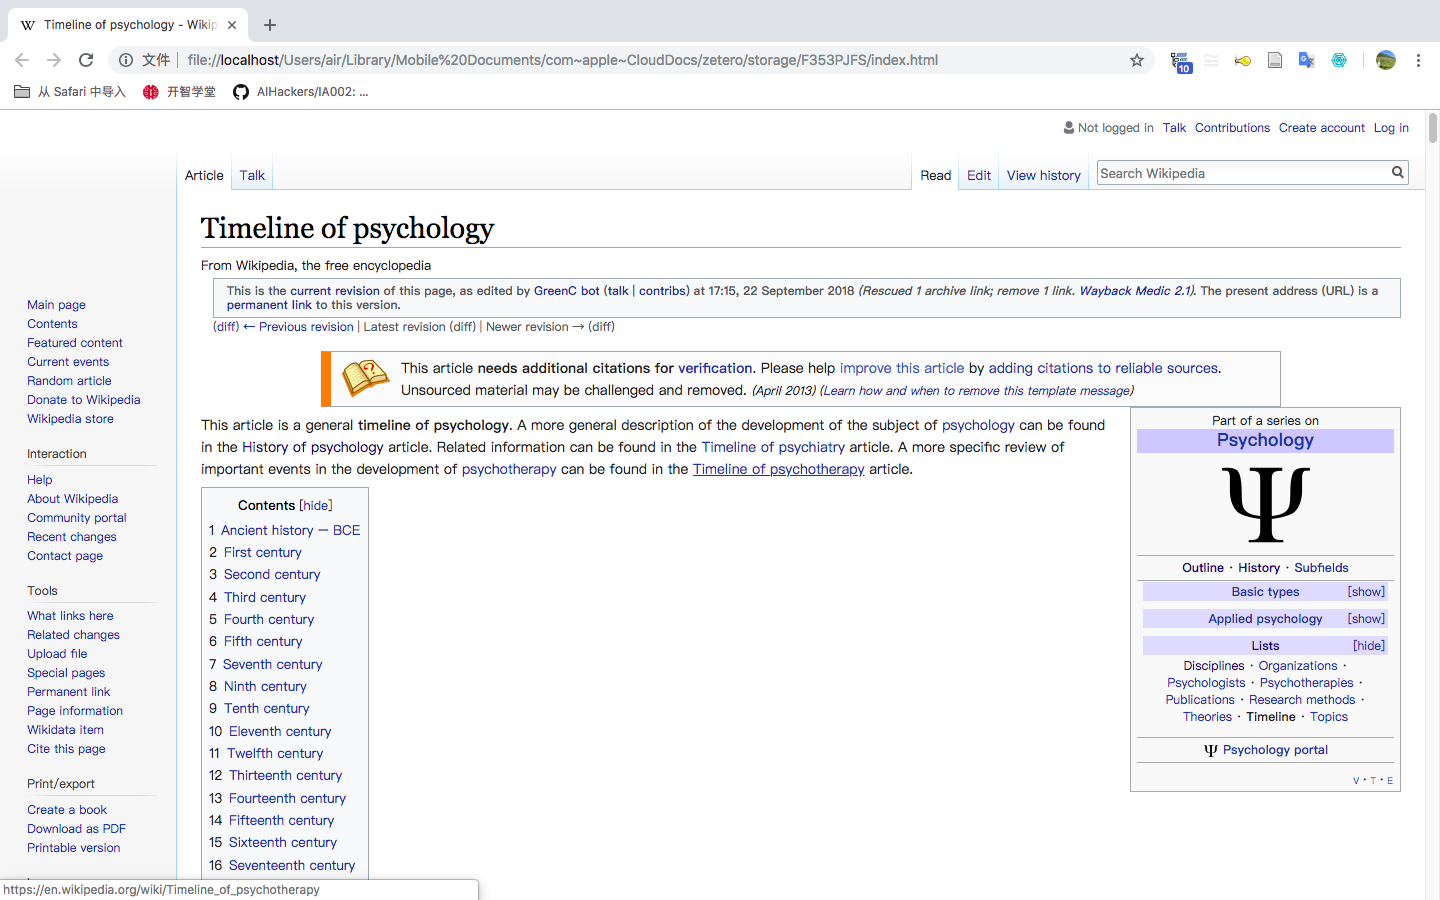 Timeline of psychology - Wikip
文件
file://localhost/Users/air/Library/Mobile%20Documents/com~apple~CloudDocs/zetero/storage/F353PJFS/index.html
10
从 Safari 中导入
开智学堂
AIHackers/IA002: ...
Not logged in Talk Contributions Create account Log in
Article Talk
Read Edit View history
Search Wikipedia
Timeline of psychology
From Wikipedia, the free encyclopedia
This is the current revision of this page, as edited by GreenC bot (talk | contribs) at 17:15, 22 September 2018 (Rescued 1 archive link; remove 1 link. Wayback Medic 2.1). The present address (URL) is a
permanent link to this version.
(diff) ← Previous revision | Latest revision (diff) | Newer revision → (diff)
This article needs additional citations for verification. Please help improve this article by adding citations to reliable sources.
Unsourced material may be challenged and removed. (April 2013) (Learn how and when to remove this template message)
This article is a general timeline of psychology. A more general description of the development of the subject of psychology can be found
in the History of psychology article. Related information can be found in the Timeline of psychiatry article. A more specific review of
important events in the development of psychotherapy can be found in the Timeline of psychotherapy article.
Contents [hide]
1 Ancient history — BCE
2 First century
3 Second century
4 Third century
5 Fourth century
6 Fifth century
7 Seventh century
8 Ninth century
9 Tenth century
10 Eleventh century
11 Twelfth century
12 Thirteenth century
13 Fourteenth century
14 Fifteenth century
15 Sixteenth century
16 Seventeenth century
Part of a series on
Psychology
Ψ
Outline · History · Subfields
Basic types [show]
Applied psychology [show]
Lists [hide]
Disciplines · Organizations ·
Psychologists · Psychotherapies ·
Publications · Research methods ·
Theories · Timeline · Topics
Ψ Psychology portal
V · T · E
Main page
Contents
Featured content
Current events
Random article
Donate to Wikipedia
Wikipedia store
Interaction
Help
About Wikipedia
Community portal
Recent changes
Contact page
Tools
What links here
Related changes
Upload file
Special pages
Permanent link
Page information
Wikidata item
Cite this page
Print/export
Create a book
Download as PDF
Printable version
https://en.wikipedia.org/wiki/Timeline_of_psychotherapy